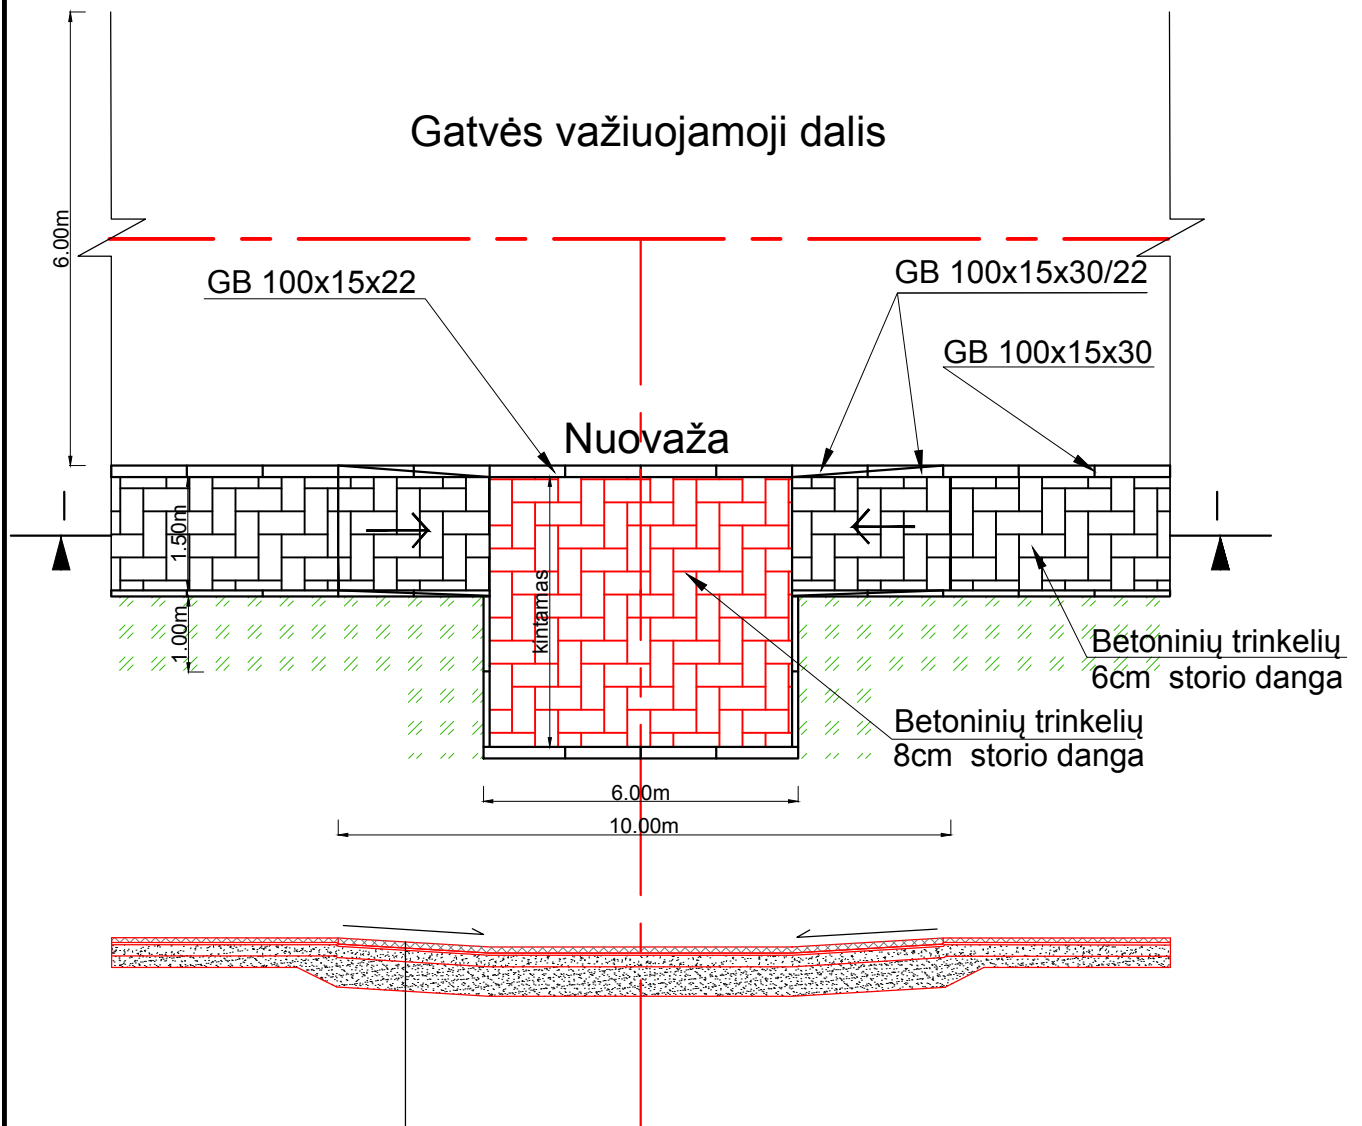 Gatvės važiuojamoji dalis
6.00m
GB 100x15x22
GB 100x15x30/22
GB 100x15x30
Nuovaža
I
I
1.50m
kintamas
1.00m
Betoninių trinkelių
6cm storio danga
Betoninių trinkelių
8cm storio danga
6.00m
10.00m